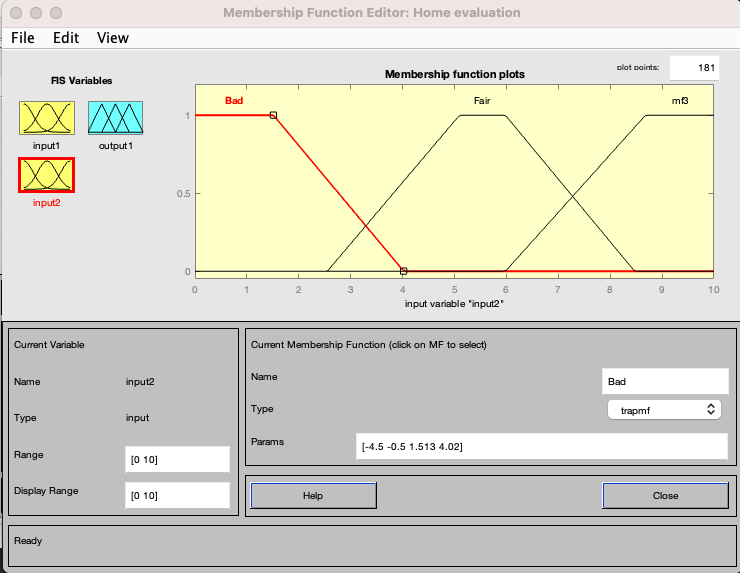 Membership Function Editor: Home evaluation
File Edit View
FIS Variables
input1
output1
input2
Membership function plots
plot points:
181
Bad
Fair
mf3
1
0.5
0
0 1 2 3 4 5 6 7 8 9 10
input variable "input2"
Current Variable
Name input2
Type input
Range [0 10]
Display Range [0 10]
Current Membership Function (click on MF to select)
Name Bad
Type trapmf
Params [-4.5 -0.5 1.513 4.02]
Help
Close
Ready